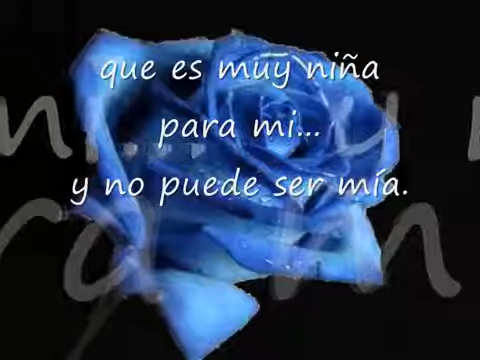 que es muy niña
para mi...
y no puede ser mía.